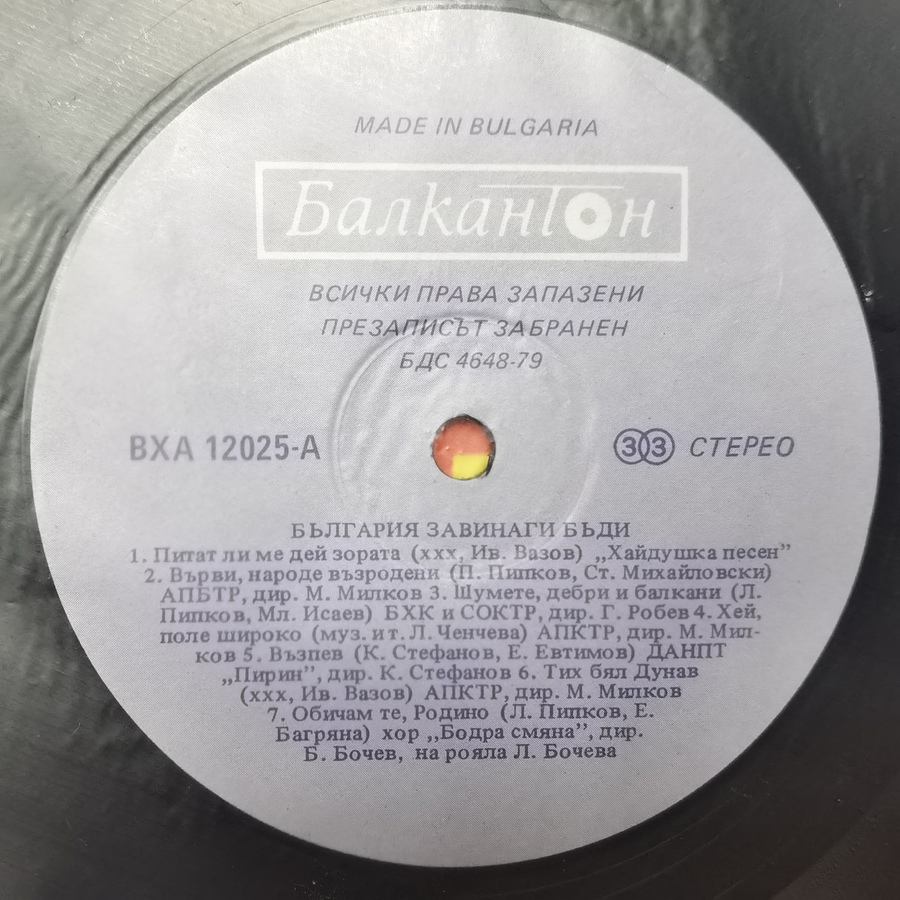 MADE IN BULGARIA
Балкантон
ВСИЧКИ ПРАВА ЗАПАЗЕНИ
ПРЕЗАПИСЪТ ЗАБРАНЕН
БДС 4648-79
ВХА 12025-А
33 СТЕРЕО
БЪЛГАРИЯ ЗАВИНАГИ БЪДИ
1. Питат ли ме дей зората (ххх, Ив. Вазов) „Хайдушка песен”
2. Върви, народе възродени (П. Пипков, Ст. Михайловски)
АПБТР, дир. М. Милков 3. Шумете, дебри и балкани (Л.
Пипков, Мл. Исаев) БХК и СОКТР, дир. Г. Робев 4. Хей,
поле широко (муз. и т. Л. Ченчева) АПКТР, дир. М. Мил-
ков 5. Възпев (К. Стефанов, Е. Евтимов) ДАНПТ
„Пирин”, дир. К. Стефанов 6. Тих бял Дунав
(ххх, Ив. Вазов) АПКТР, дир. М. Милков
7. Обичам те, Родино (Л. Пипков, Е.
Багряна) хор „Бодра смяна”, дир.
Б. Бочев, на рояла Л. Бочева